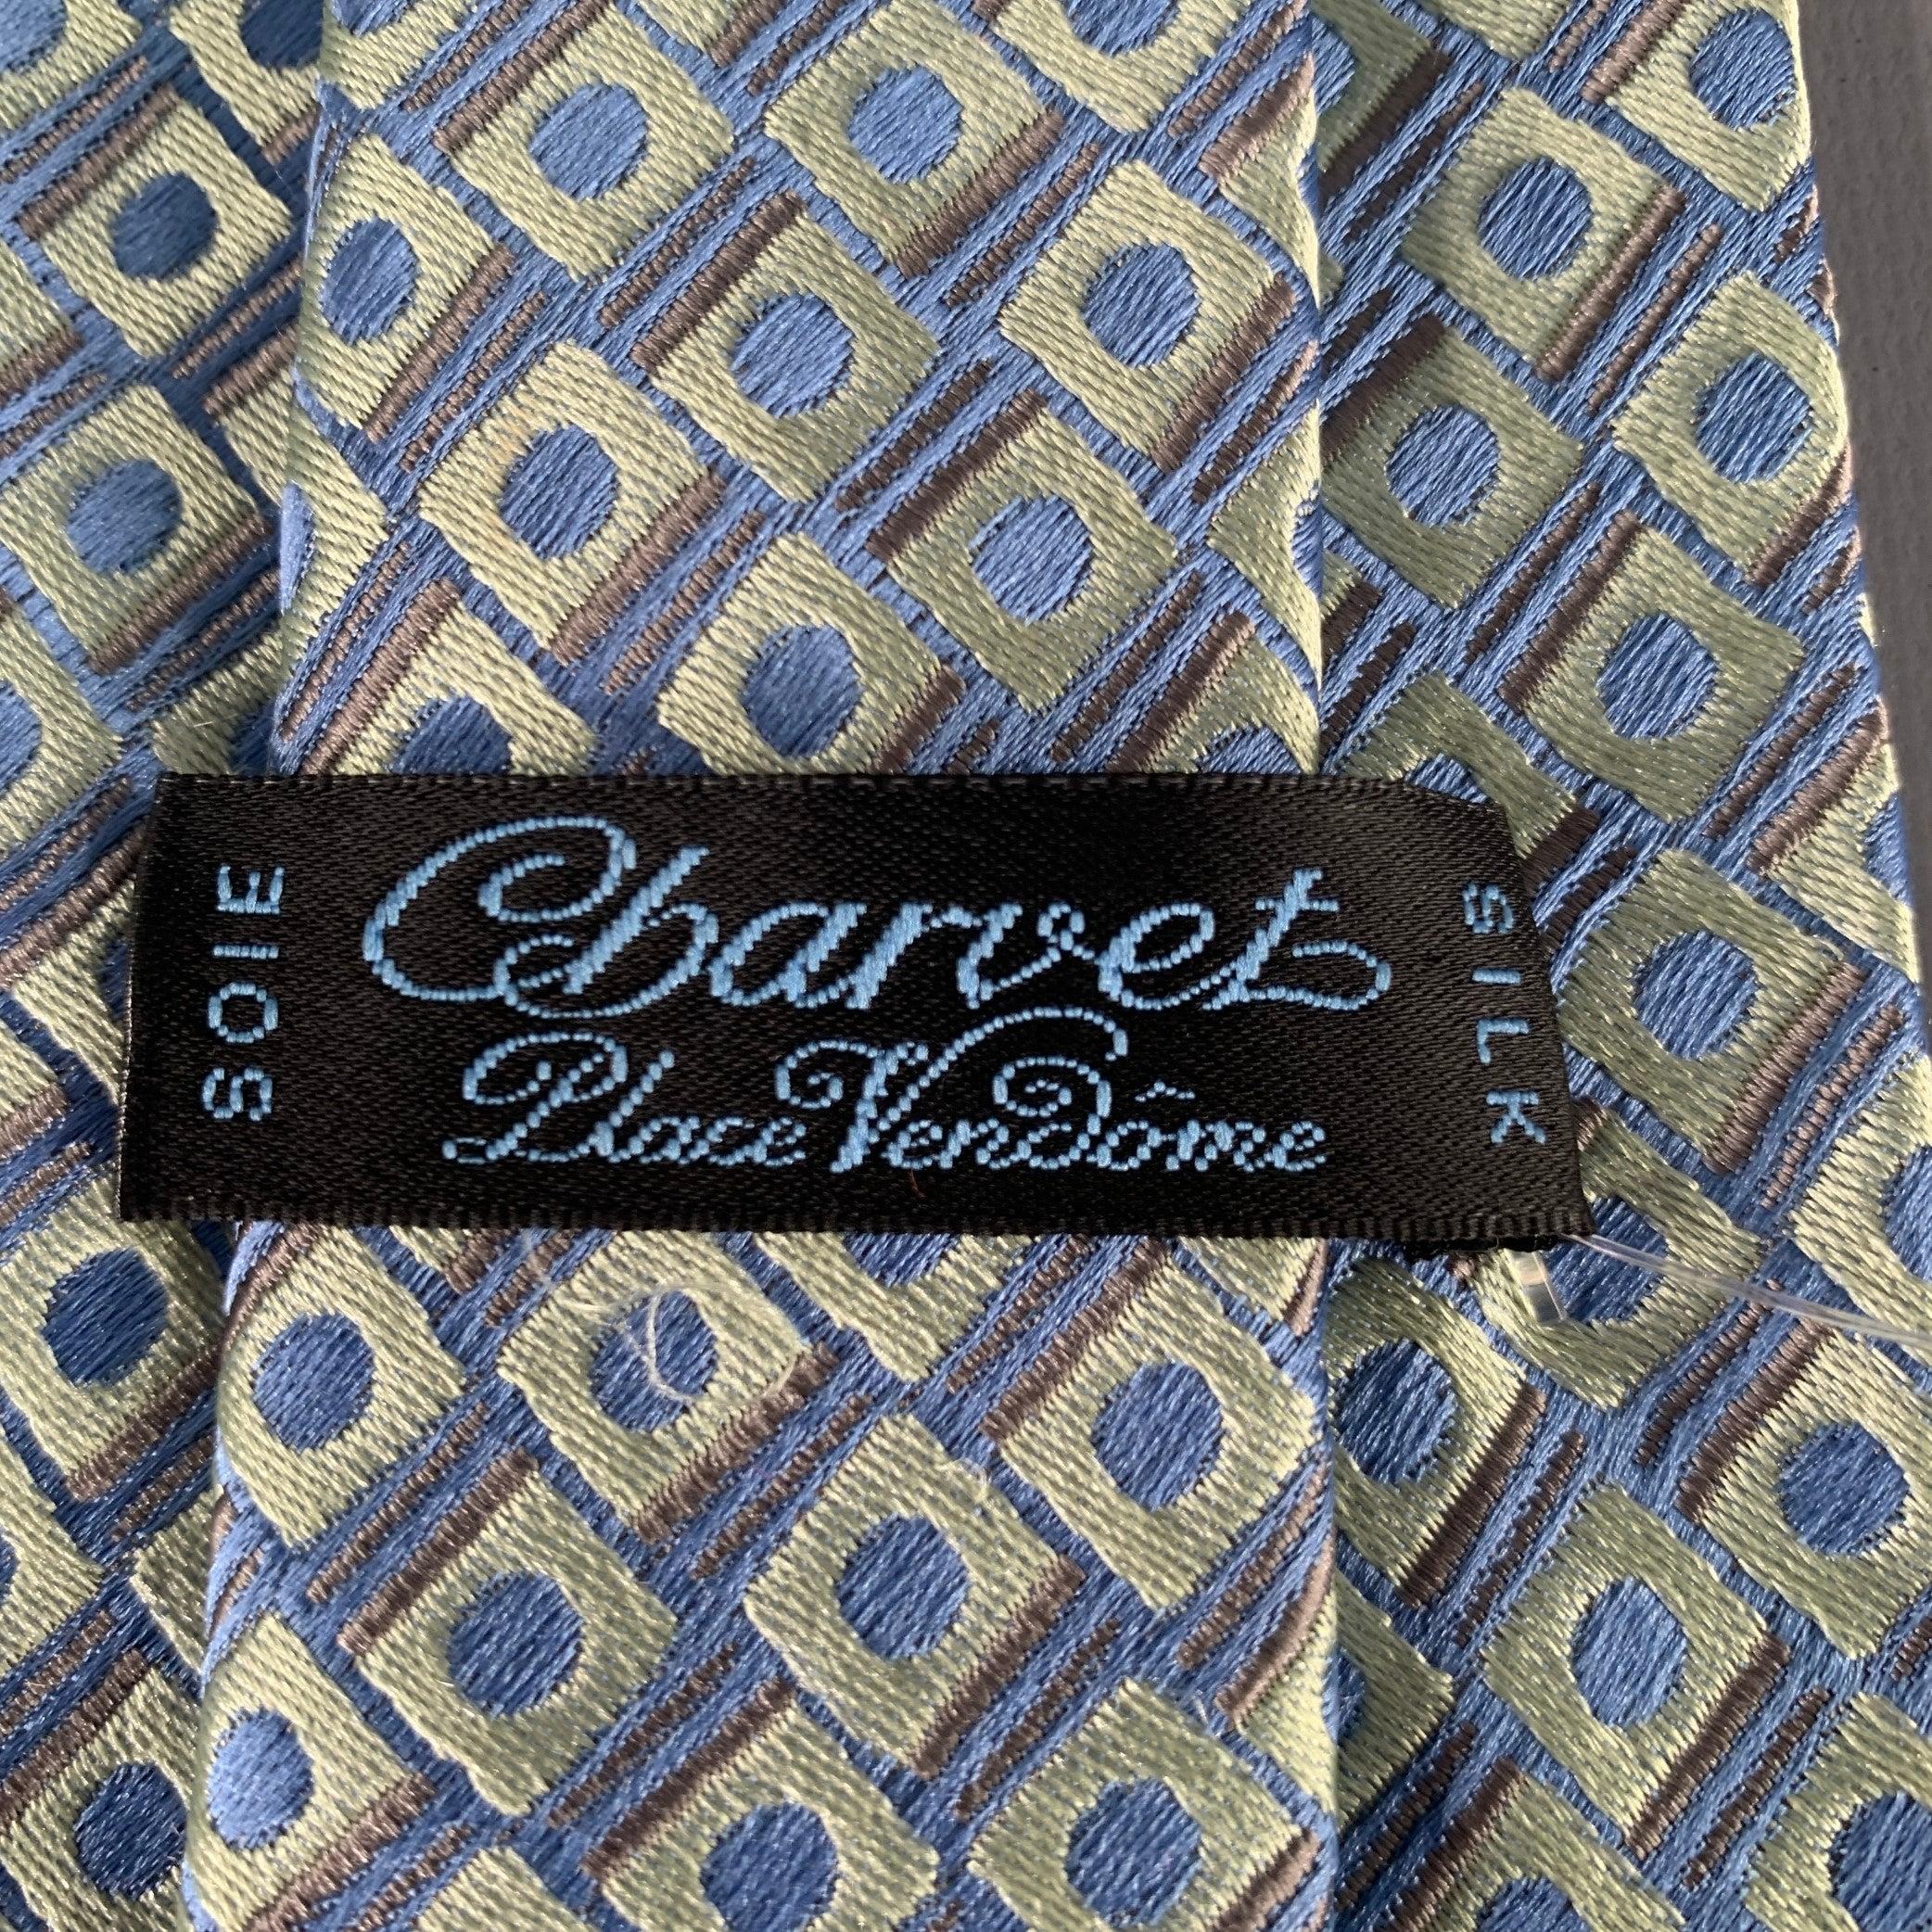 SOIE
Charvet
Place Vendôme
SILK